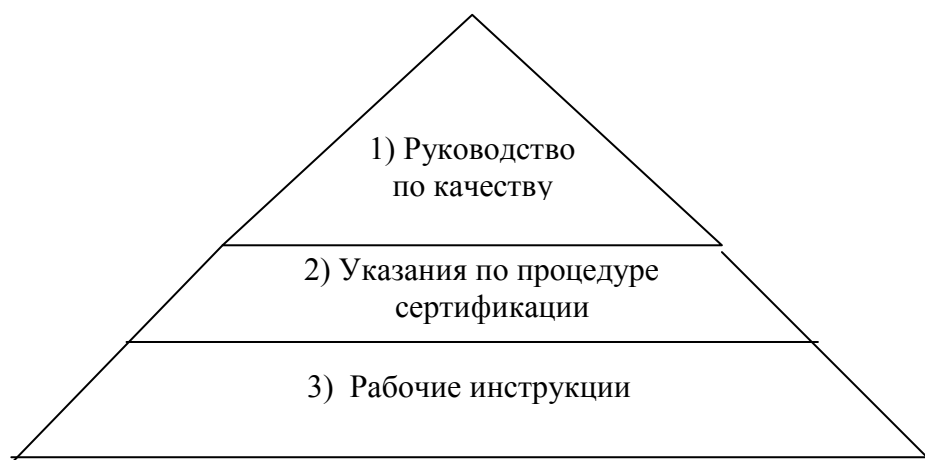 1) Руководство
по качеству
2) Указания по процедуре
сертификации
3) Рабочие инструкции